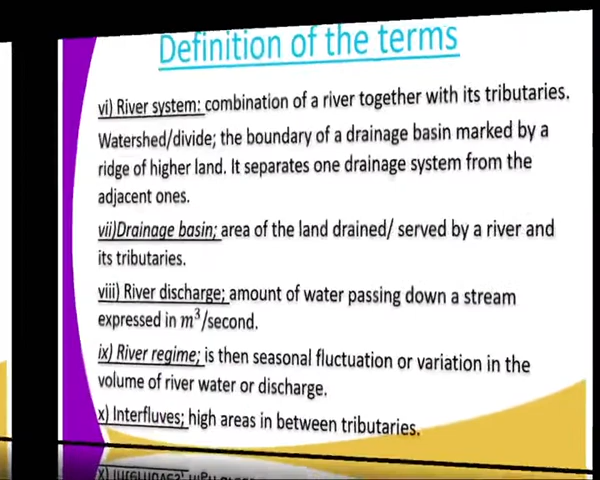 Definition of the terms
vi) River system: combination of a river together with its tributaries.
Watershed/divide; the boundary of a drainage basin marked by a
ridge of higher land. It separates one drainage system from the
adjacent ones.
vii)Drainage basin; area of the land drained/ served by a river and
its tributaries.
viii) River discharge; amount of water passing down a stream
expressed in m³/second.
ix) River regime; is then seasonal fluctuation or variation in the
volume of river water or discharge.
x) Interfluves; high areas in between tributaries.